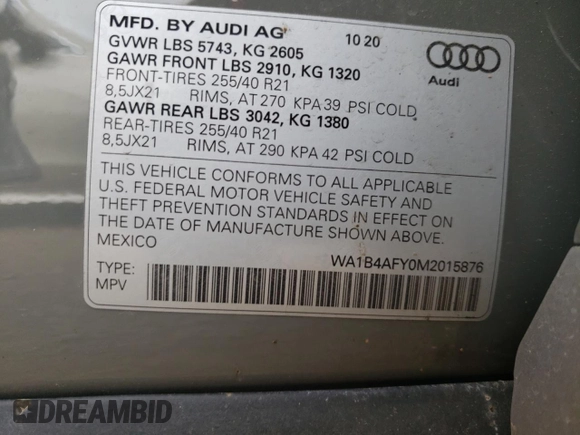 MFD. BY AUDI AG 10 20
GVWR LBS 5743, KG 2605
GAWR FRONT LBS 2910, KG 1320
FRONT-TIRES 255/40 R21
8,5JX21 RIMS, AT 270 KPA 39 PSI COLD
GAWR REAR LBS 3042, KG 1380
REAR-TIRES 255/40 R21
8,5JX21 RIMS, AT 290 KPA 42 PSI COLD
Audi
THIS VEHICLE CONFORMS TO ALL APPLICABLE
U.S. FEDERAL MOTOR VEHICLE SAFETY AND
THEFT PREVENTION STANDARDS IN EFFECT ON
THE DATE OF MANUFACTURE SHOWN ABOVE.
MEXICO
WA1B4AFY0M2015876
TYPE:
MPV
DREAMBID